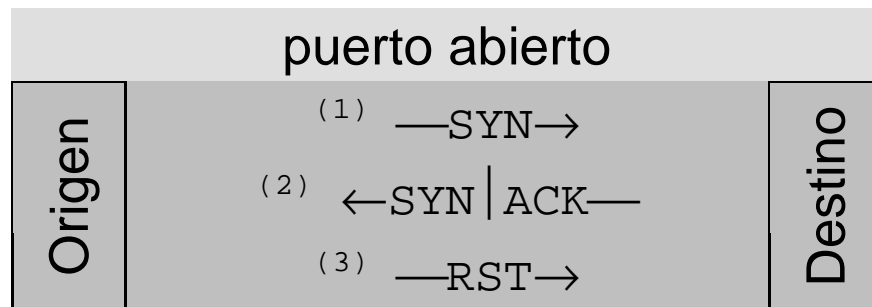 puerto abierto
Origen
(1) —SYN→
(2) ←SYN|ACK—
(3) —RST→
Destino